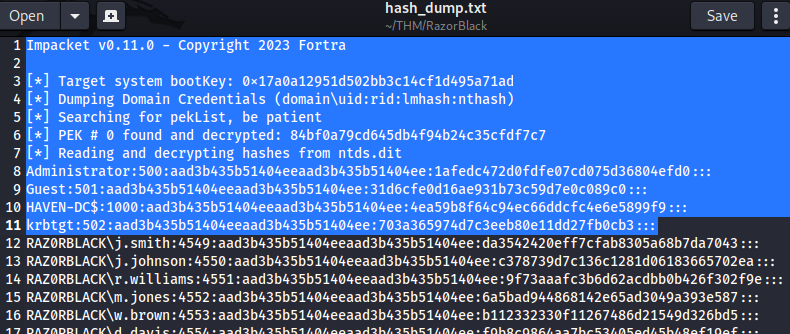 Open
hash_dump.txt
~/THM/RazorBlack
Save
1 Impacket v0.11.0 - Copyright 2023 Fortra
2
3 [*] Target system bootKey: 0×17a0a12951d502bb3c14cf1d495a71ad
4 [*] Dumping Domain Credentials (domain\uid:rid:lmhash:nthash)
5 [*] Searching for pekList, be patient
6 [*] PEK # 0 found and decrypted: 84bf0a79cd645db4f94b24c35cfdf7c7
7 [*] Reading and decrypting hashes from ntds.dit
8 Administrator:500:aad3b435b51404eeaad3b435b51404ee:1afedc472d0fdfe07cd075d36804efd0:::
9 Guest:501:aad3b435b51404eeaad3b435b51404ee:31d6cfe0d16ae931b73c59d7e0c089c0:::
10 HAVEN-DC$:1000:aad3b435b51404eeaad3b435b51404ee:4ea59b8f64c94ec66ddcfc4e6e5899f9:::
11 krbtgt:502:aad3b435b51404eeaad3b435b51404ee:703a365974d7c3eeb80e11dd27fb0cb3:::
12 RAZ0RBLACK\j.smith:4549:aad3b435b51404eeaad3b435b51404ee:da3542420eff7cfab8305a68b7da7043:::
13 RAZ0RBLACK\j.johnson:4550:aad3b435b51404eeaad3b435b51404ee:c378739d7c136c1281d06183665702ea:::
14 RAZ0RBLACK\r.williams:4551:aad3b435b51404eeaad3b435b51404ee:9f73aaafc3b6d62acdbb0b426f302f9e:::
15 RAZ0RBLACK\m.jones:4552:aad3b435b51404eeaad3b435b51404ee:6a5bad944868142e65ad3049a393e587:::
16 RAZ0RBLACK\w.brown:4553:aad3b435b51404eeaad3b435b51404ee:b112332330f11267486d21549d326bd5:::
17 RAZ0RBLACK\d.davis:4554:aad3b435b51404eeaad3b435b51404ee: